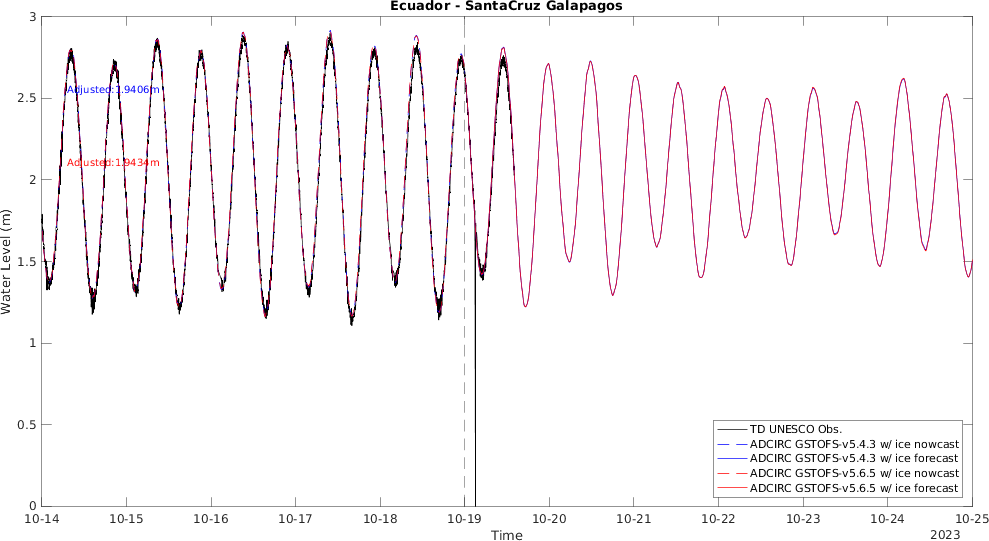 Ecuador - SantaCruz Galapagos
Water Level (m)
3
2.5
2
1.5
1
0.5
0
Adjusted:1.9406m
Adjusted:1.9434m
TD UNESCO Obs.
ADCIRC GSTOFS-v5.4.3 w/ ice nowcast
ADCIRC GSTOFS-v5.4.3 w/ ice forecast
ADCIRC GSTOFS-v5.6.5 w/ ice nowcast
ADCIRC GSTOFS-v5.6.5 w/ ice forecast
10-14 10-15 10-16 10-17 10-18 10-19 10-20 10-21 10-22 10-23 10-24 10-25
Time
2023